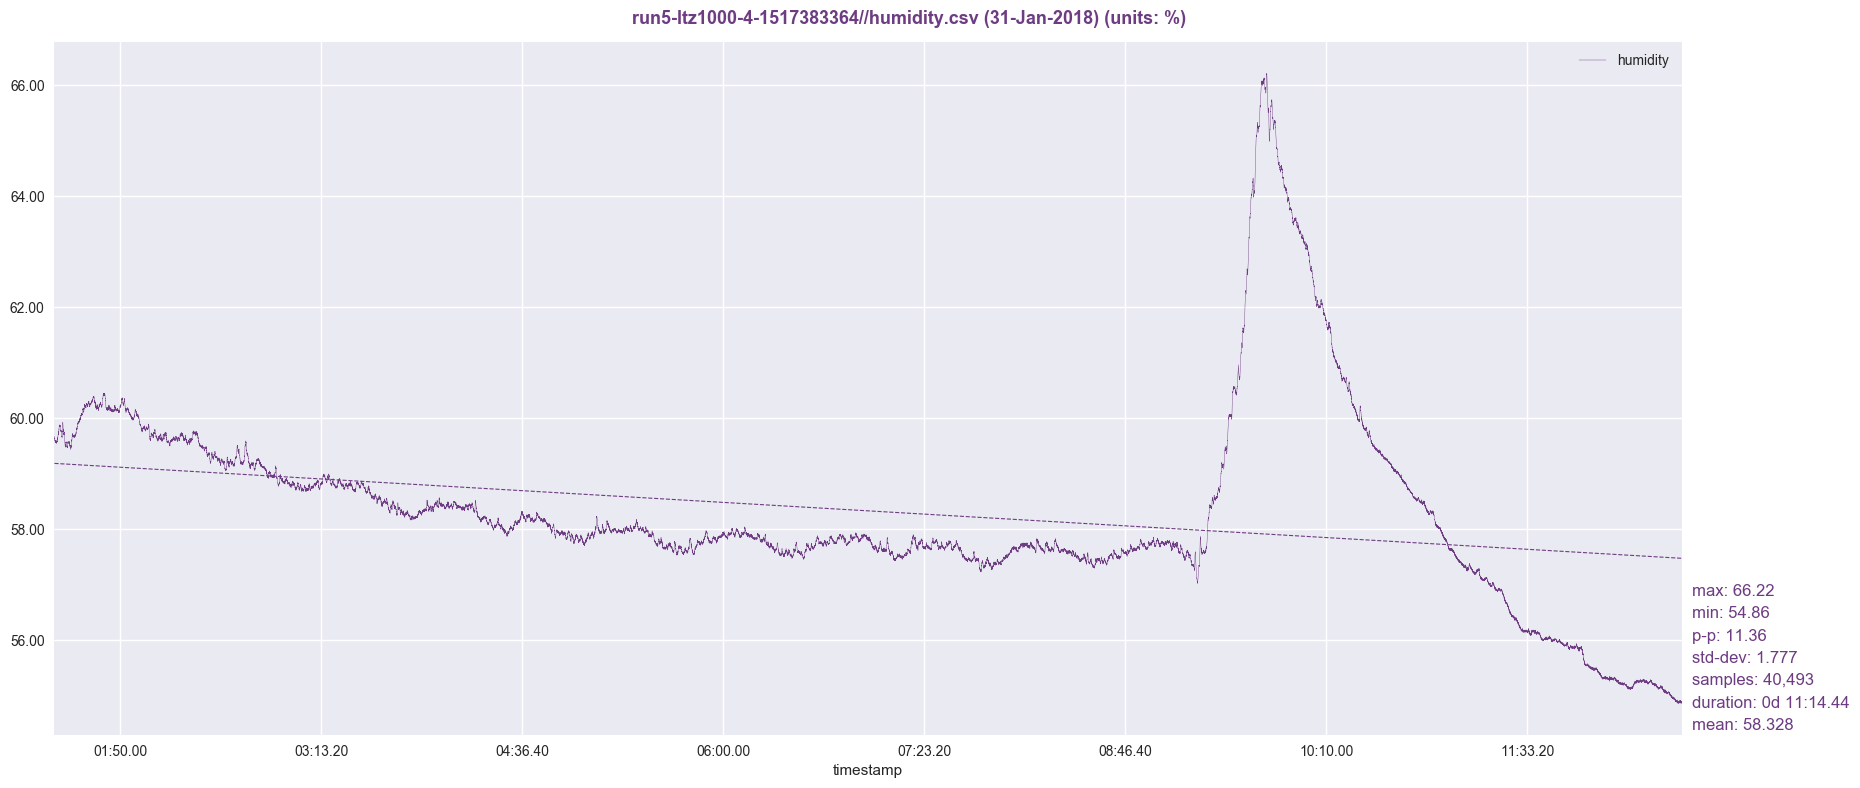 run5-ltz1000-4-1517383364//humidity.csv (31-Jan-2018) (units: %)
humidity
66.00
64.00
62.00
60.00
58.00
56.00
max: 66.22
min: 54.86
p-p: 11.36
std-dev: 1.777
samples: 40,493
duration: 0d 11:14.44
mean: 58.328
01:50.00 03:13.20 04:36.40 06:00.00 07:23.20 08:46.40 10:10.00 11:33.20
timestamp